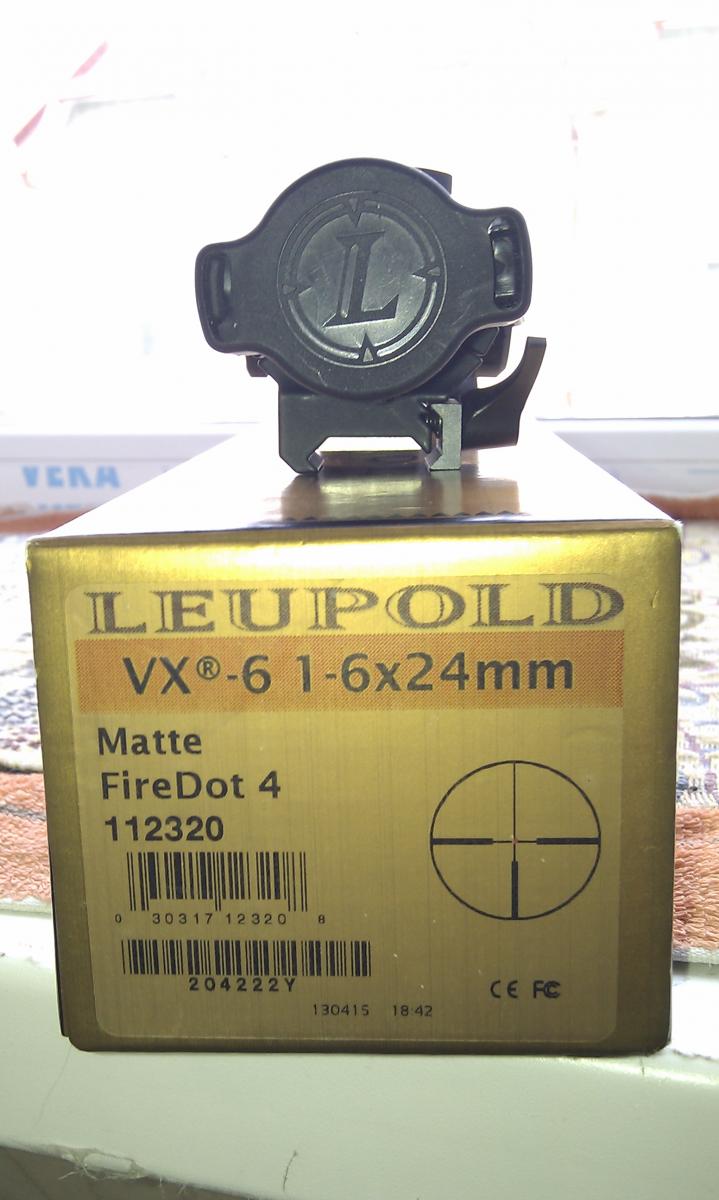 L
LEUPOLD
VX®-6 1-6x24mm
Matte
FireDot 4
112320
0 30317 12320 8
204222Y
CE FC
130415 18:42